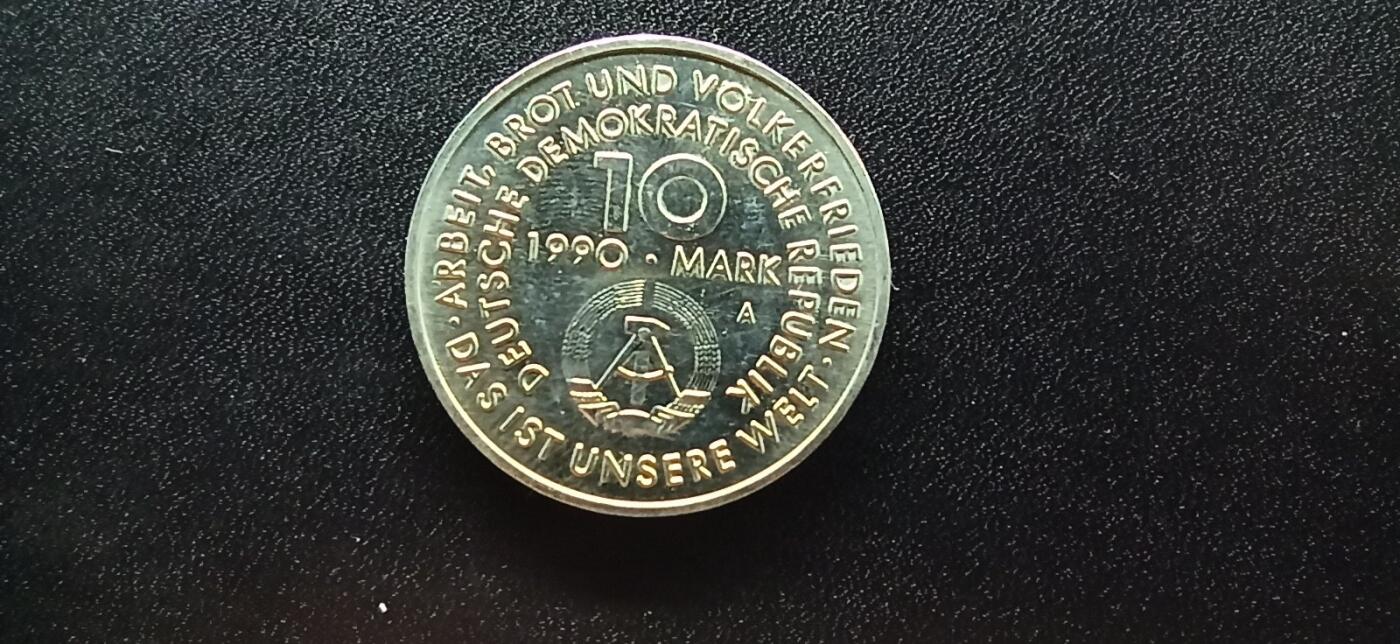 ARBEIT, BROT UND VÖLKERFRIEDEN · DAS IST UNSERE WELT ·
DEUTSCHE DEMOKRATISCHE REPUBLIK
10
1990 · MARK
A